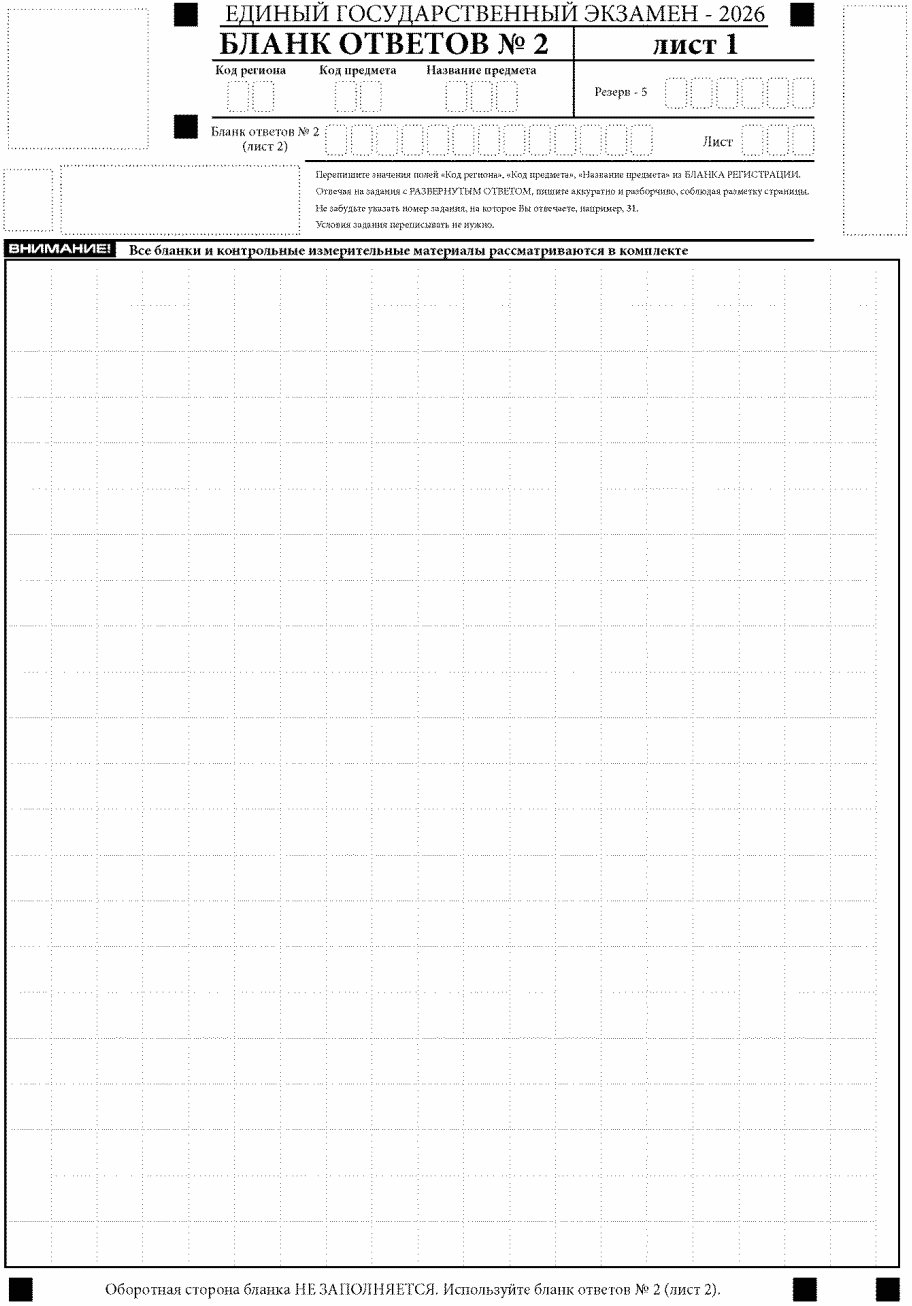 ЕДИНЫЙ ГОСУДАРСТВЕННЫЙ ЭКЗАМЕН - 2026
БЛАНК ОТВЕТОВ № 2 лист 1
Код региона Код предмета Название предмета
Резерв - 5
Бланк ответов № 2
(лист 2)
Лист
Перепишите значения полей «Код региона», «Код предмета», «Название предмета» из БЛАНКА РЕГИСТРАЦИИ.
Отвечая на задания с РАЗВЕРНУТЫМ ОТВЕТОМ, пишите аккуратно и разборчиво, соблюдая разметку страницы.
Не забудьте указать номер задания, на которое Вы отвечаете, например, 31.
Условия задания переписывать не нужно.
ВНИМАНИЕ! Все бланки и контрольные измерительные материалы рассматриваются в комплекте
Оборотная сторона бланка НЕ ЗАПОЛНЯЕТСЯ. Используйте бланк ответов № 2 (лист 2).